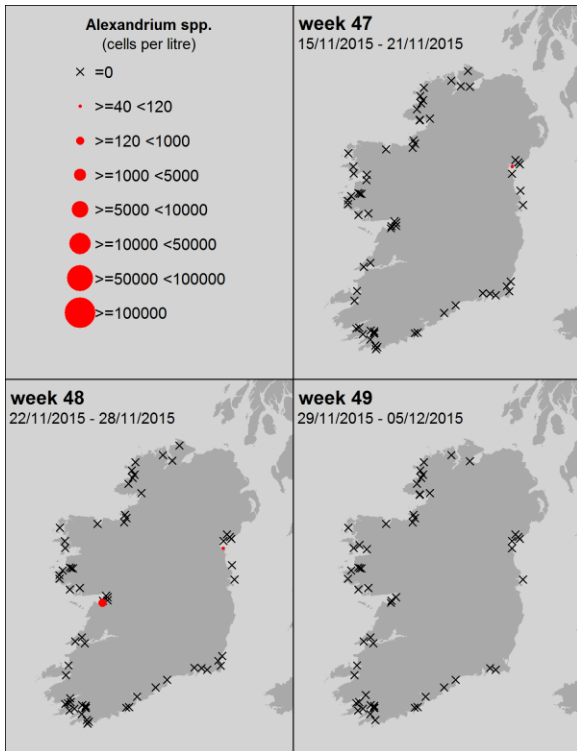 Alexandrium spp.
(cells per litre)
=0
>=40 <120
>=120 <1000
>=1000 <5000
>=5000 <10000
>=10000 <50000
>=50000 <100000
>=100000
week 47
15/11/2015 - 21/11/2015
week 48
22/11/2015 - 28/11/2015
week 49
29/11/2015 - 05/12/2015